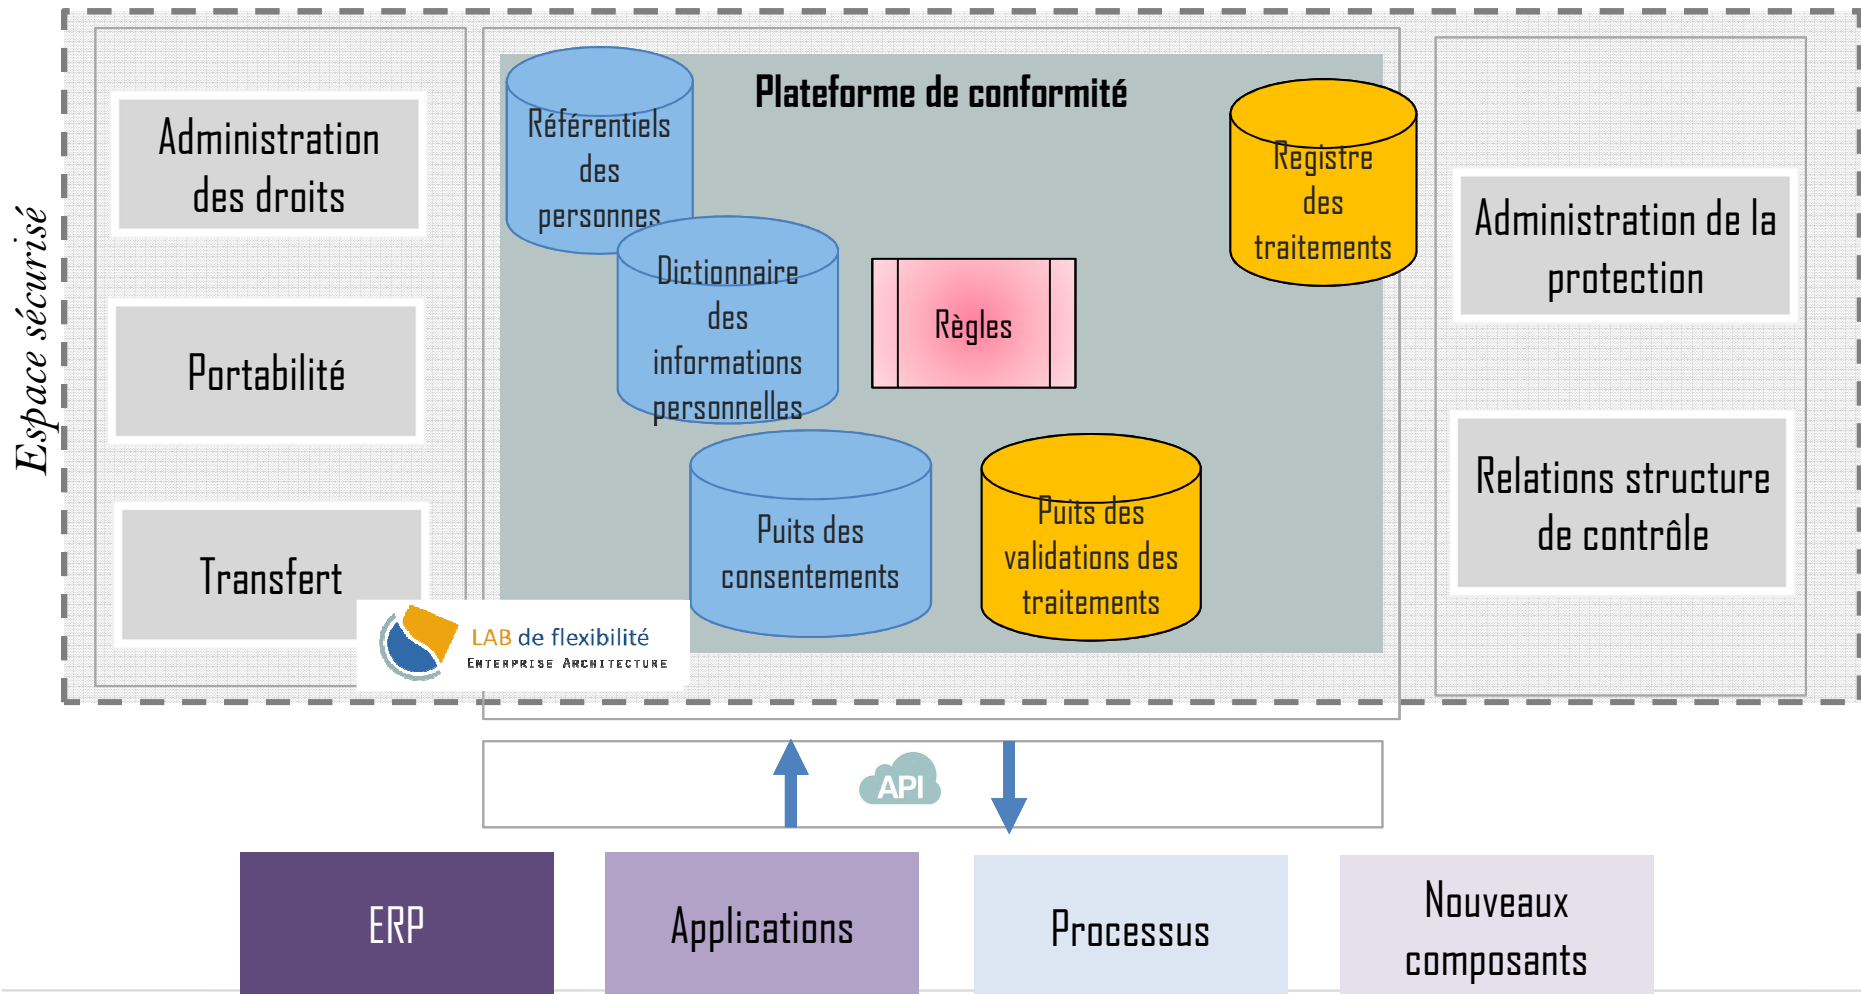 Espace sécurisé
Administration
des droits
Portabilité
Transfert
Plateforme de conformité
Référentiels
des
personnes
Dictionnaire
des
informations
personnelles
Règles
Registre
des
traitements
Puits des
consentements
Puits des
validations des
traitements
Administration de la
protection
Relations structure
de contrôle
LAB de flexibilité
ENTERPRISE ARCHITECTURE
API
ERP
Applications
Processus
Nouveaux
composants